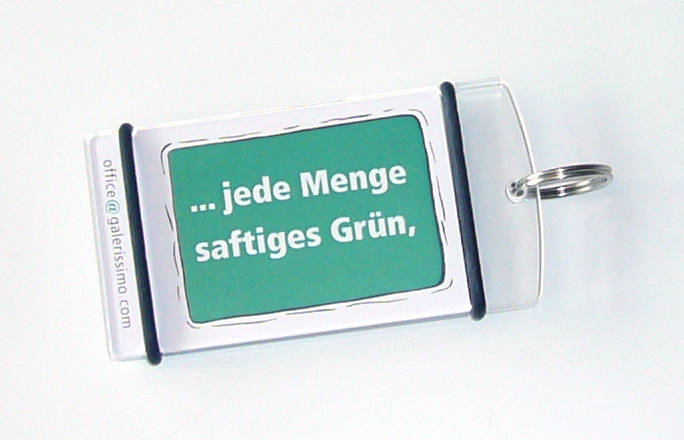 ... jede Menge
saftiges Grün,
office@galerissimo.com